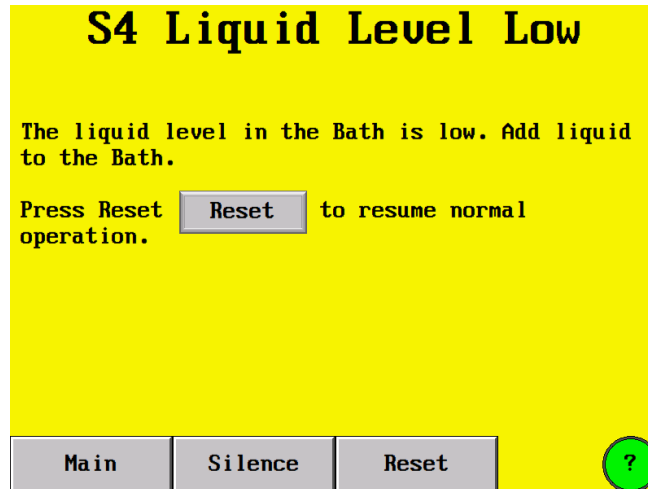 S4 Liquid Level Low
The liquid level in the Bath is low. Add liquid
to the Bath.
Press Reset Reset to resume normal
operation.
Main Silence Reset ?